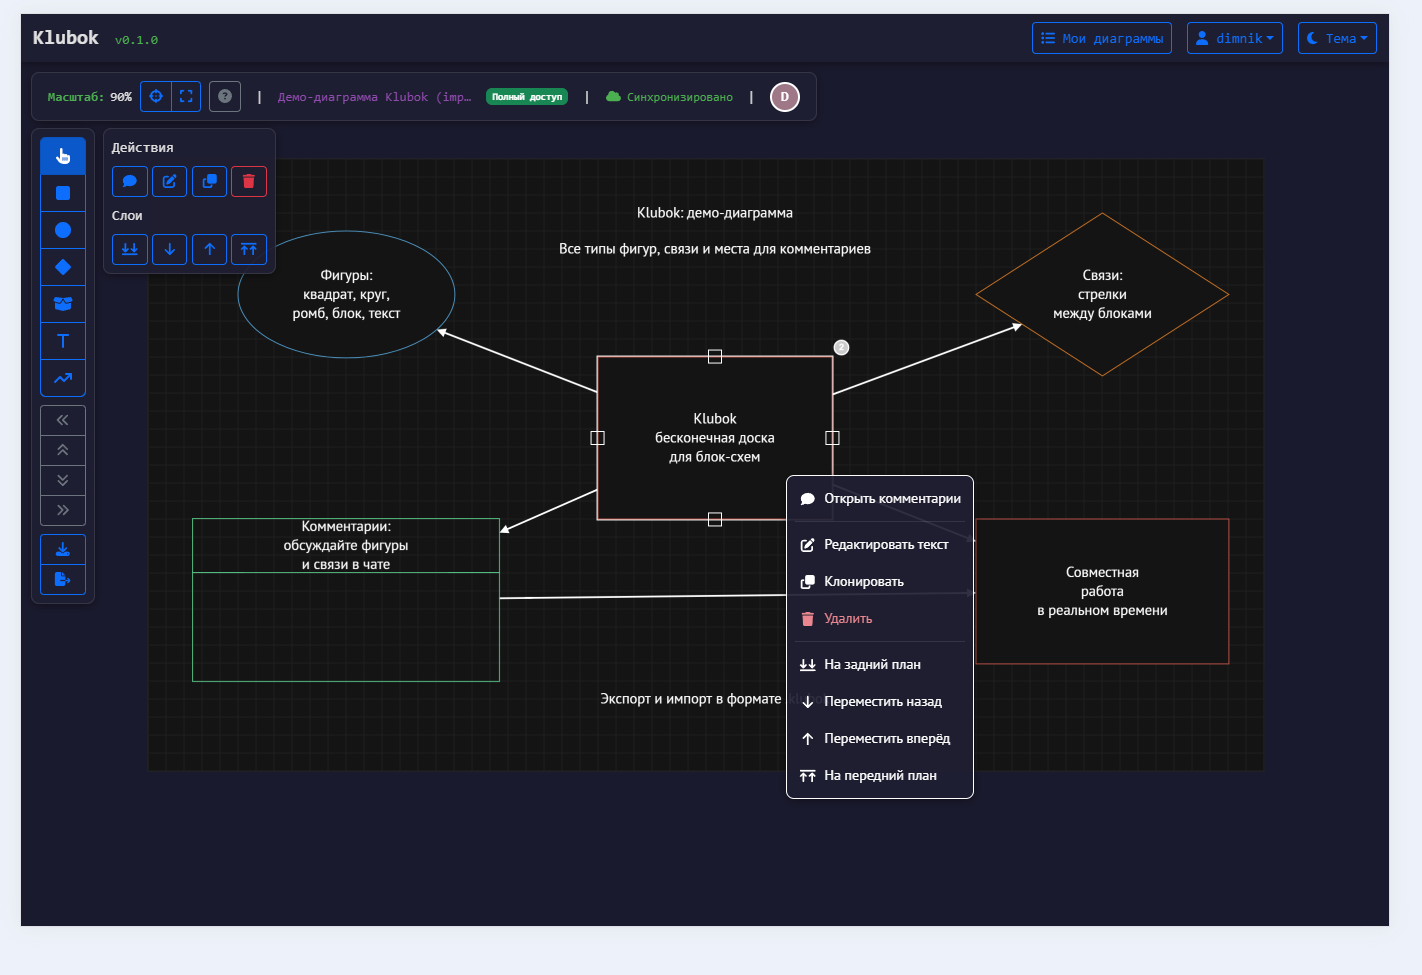 Klubok v0.1.0
Мои диаграммы
dimnik
Тема
Масштаб: 90%
Демо-диаграмма Klubok (imp…
Полный доступ
Синхронизировано
D
Действия
Слои
Klubok: демо-диаграмма
Все типы фигур, связи и места для комментариев
Фигуры:
квадрат, круг,
ромб, блок, текст
Связи:
стрелки
между блоками
2
Klubok
бесконечная доска
для блок-схем
Комментарии:
обсуждайте фигуры
и связи в чате
Совместная
работа
в реальном времени
Экспорт и импорт в формате
Открыть комментарии
Редактировать текст
Клонировать
Удалить
На задний план
Переместить назад
Переместить вперёд
На передний план